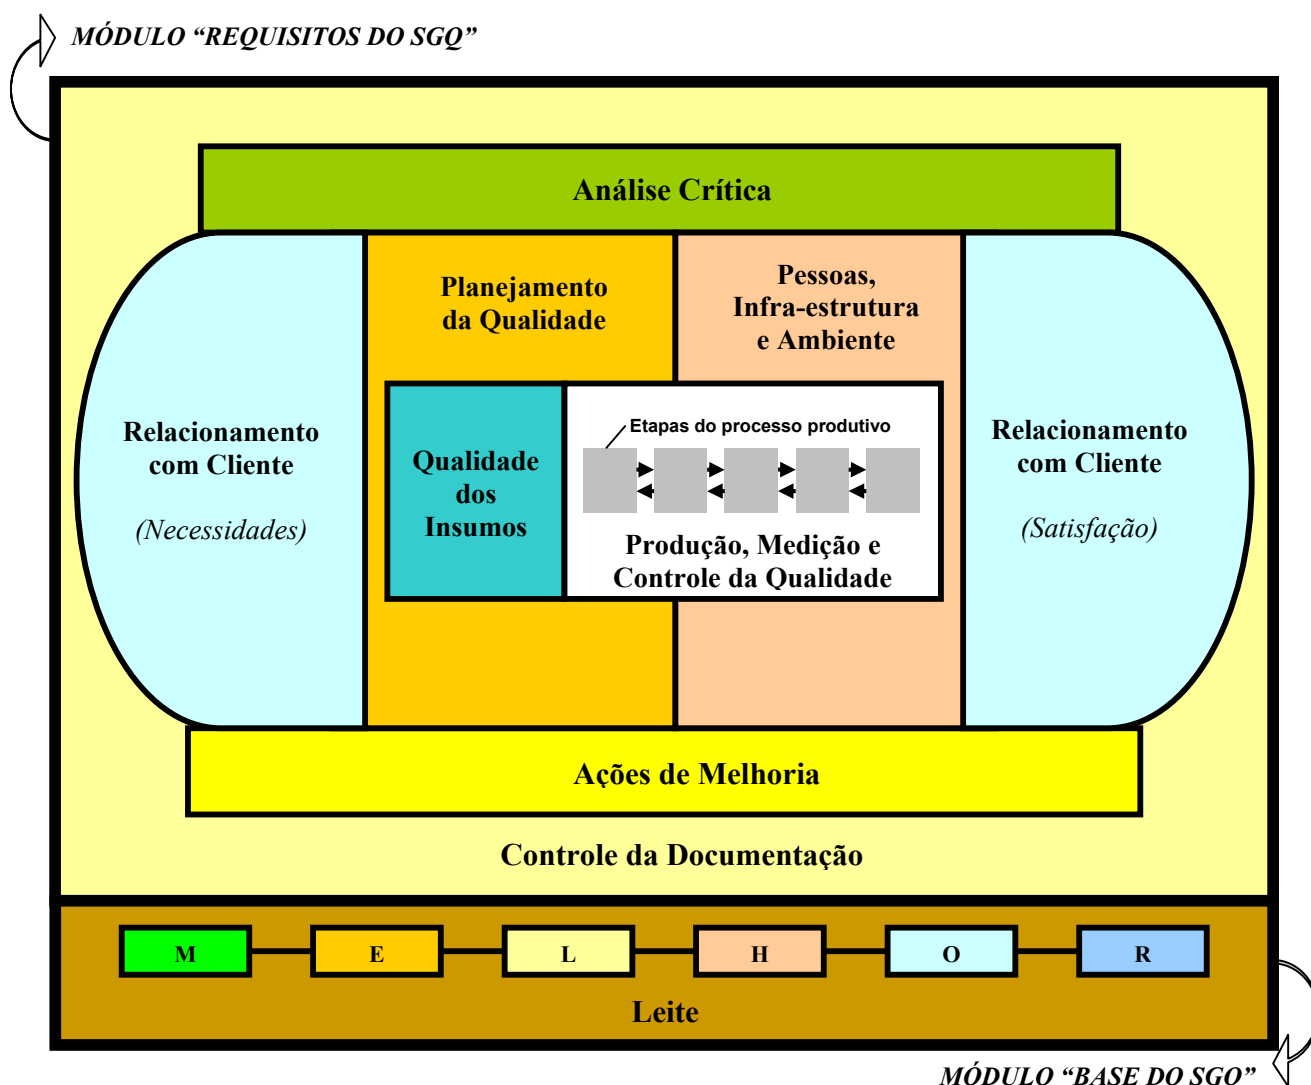 MÓDULO “REQUISITOS DO SGQ”
Análise Crítica
Relacionamento
com Cliente
(Necessidades)
Planejamento
da Qualidade
Pessoas,
Infra-estrutura
e Ambiente
Relacionamento
com Cliente
(Satisfação)
Qualidade
dos
Insumos
Etapas do processo produtivo
Produção, Medição e
Controle da Qualidade
Ações de Melhoria
Controle da Documentação
M E L H O R
Leite
MÓDULO “BASE DO SGQ”